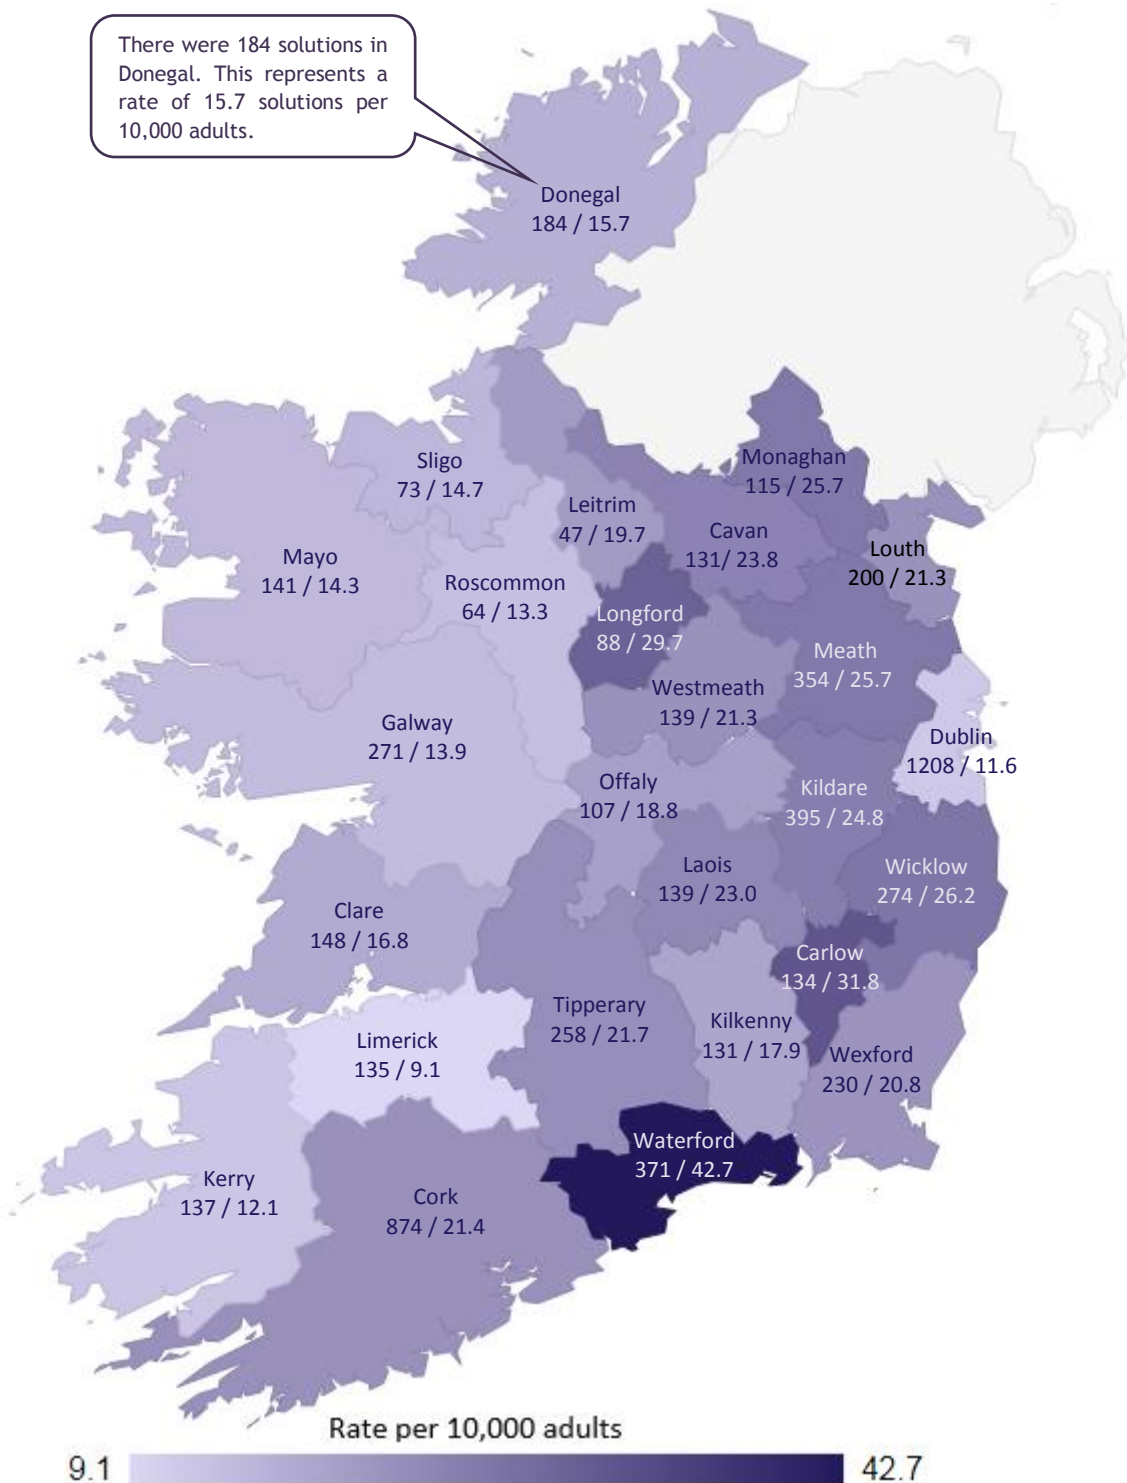 There were 184 solutions in
Donegal. This represents a
rate of 15.7 solutions per
10,000 adults.
Donegal
184 / 15.7
Sligo
73 / 14.7
Monaghan
115 / 25.7
Leitrim
47 / 19.7
Cavan
131/ 23.8
Louth
200 / 21.3
Mayo
141 / 14.3
Roscommon
64 / 13.3
Longford
88 / 29.7
Meath
354 / 25.7
Westmeath
139 / 21.3
Galway
271 / 13.9
Dublin
1208 / 11.6
Offaly
107 / 18.8
Kildare
395 / 24.8
Laois
139 / 23.0
Wicklow
274 / 26.2
Clare
148 / 16.8
Carlow
134 / 31.8
Tipperary
258 / 21.7
Kilkenny
131 / 17.9
Limerick
135 / 9.1
Wexford
230 / 20.8
Waterford
371 / 42.7
Kerry
137 / 12.1
Cork
874 / 21.4
Rate per 10,000 adults
9.1
42.7